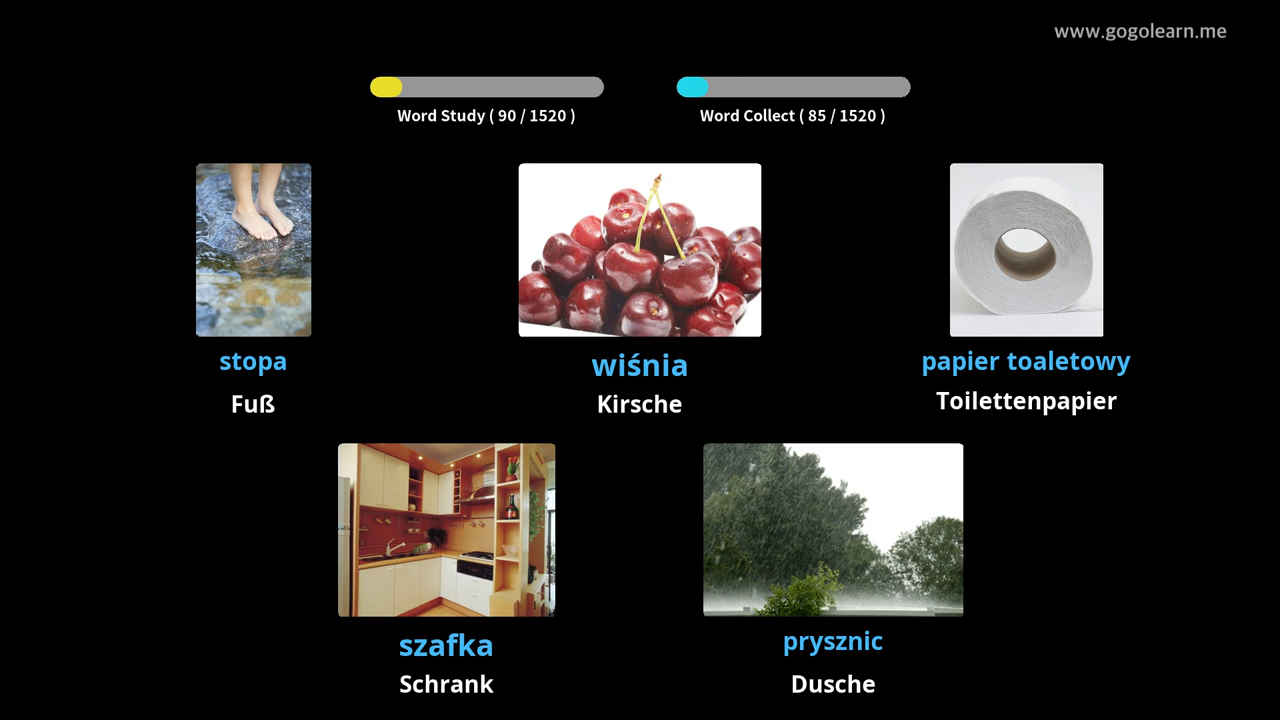 www.gogolearn.me
Word Study ( 90 / 1520 )
Word Collect ( 85 / 1520 )
stopa
Fuß
wiśnia
Kirsche
papier toaletowy
Toilettenpapier
szafka
Schrank
prysznic
Dusche